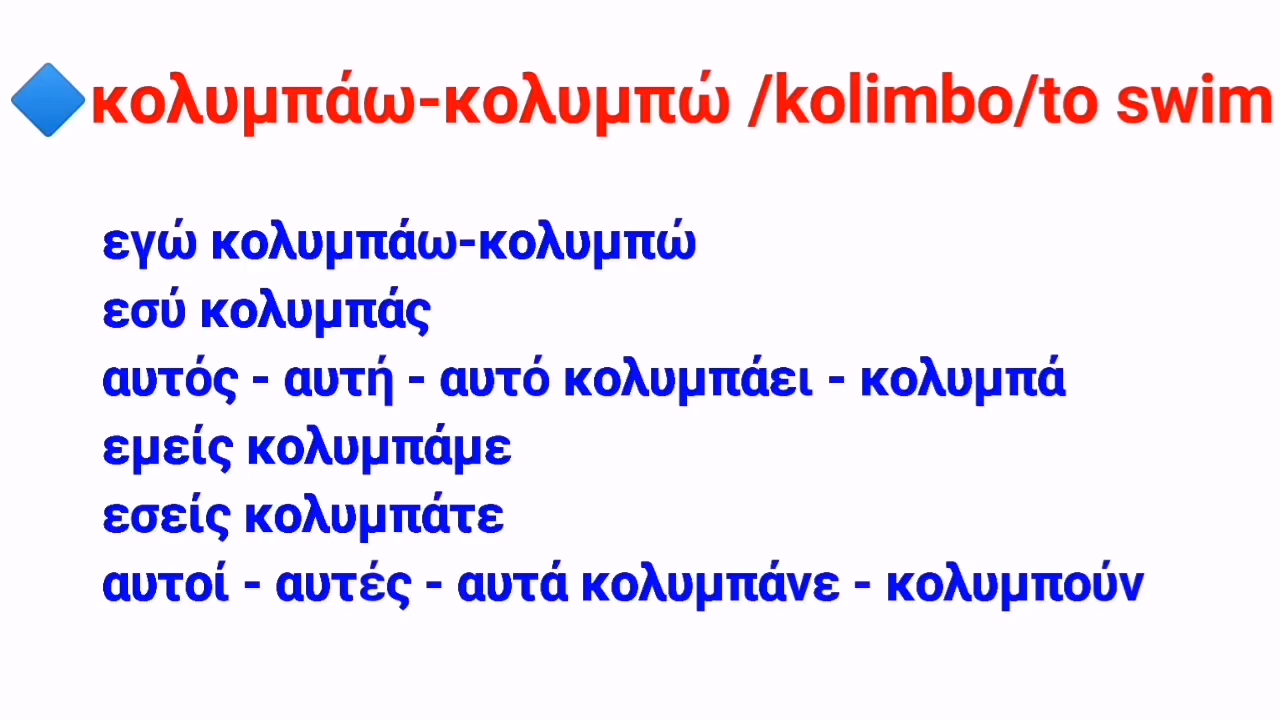 🔷κολυμπάω-κολυμπώ /kolimbo/to swim
εγώ κολυμπάω-κολυμπώ
εσύ κολυμπάς
αυτός - αυτή - αυτό κολυμπάει - κολυμπά
εμείς κολυμπάμε
εσείς κολυμπάτε
αυτοί - αυτές - αυτά κολυμπάνε - κολυμπούν